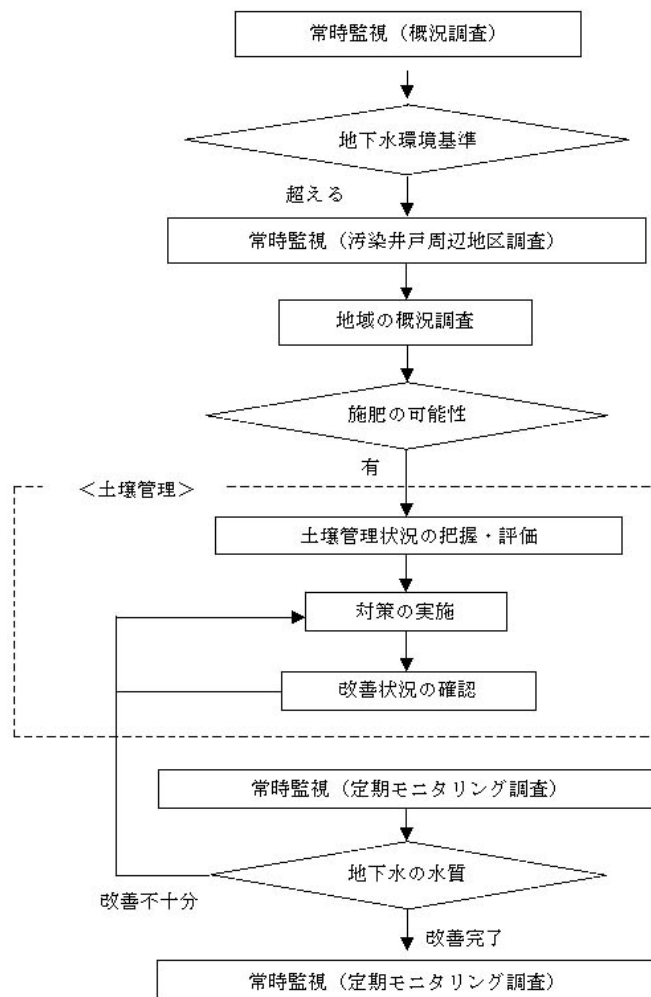 常時監視（概況調査）
地下水環境基準
超える
常時監視（汚染井戸周辺地区調査）
地域の概況調査
施肥の可能性
有
＜土壌管理＞
土壌管理状況の把握・評価
対策の実施
改善状況の確認
常時監視（定期モニタリング調査）
地下水の水質
改善不十分
改善完了
常時監視（定期モニタリング調査）